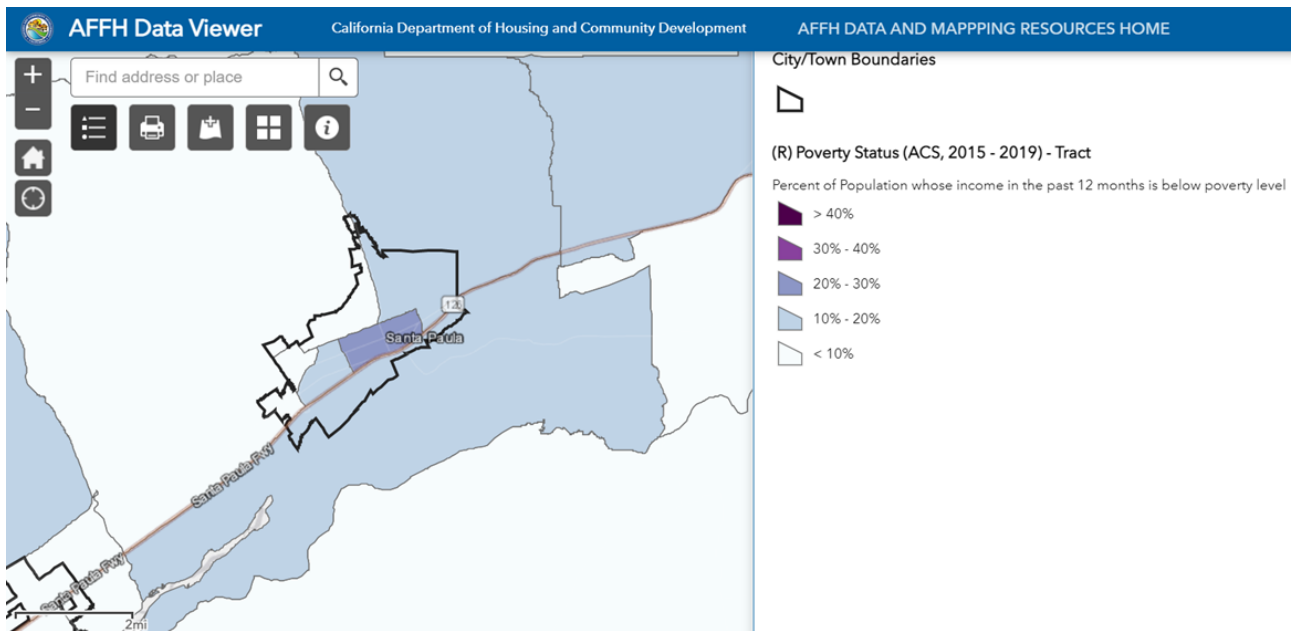 AFFH Data Viewer
California Department of Housing and Community Development
AFFH DATA AND MAPPPING RESOURCES HOME
Find address or place
City/Town Boundaries
(R) Poverty Status (ACS, 2015 - 2019) - Tract
Percent of Population whose income in the past 12 months is below poverty level
> 40%
30% - 40%
20% - 30%
10% - 20%
< 10%
Santa Paula
Santa Paula Fwy
Santa Paula Fwy
2mi